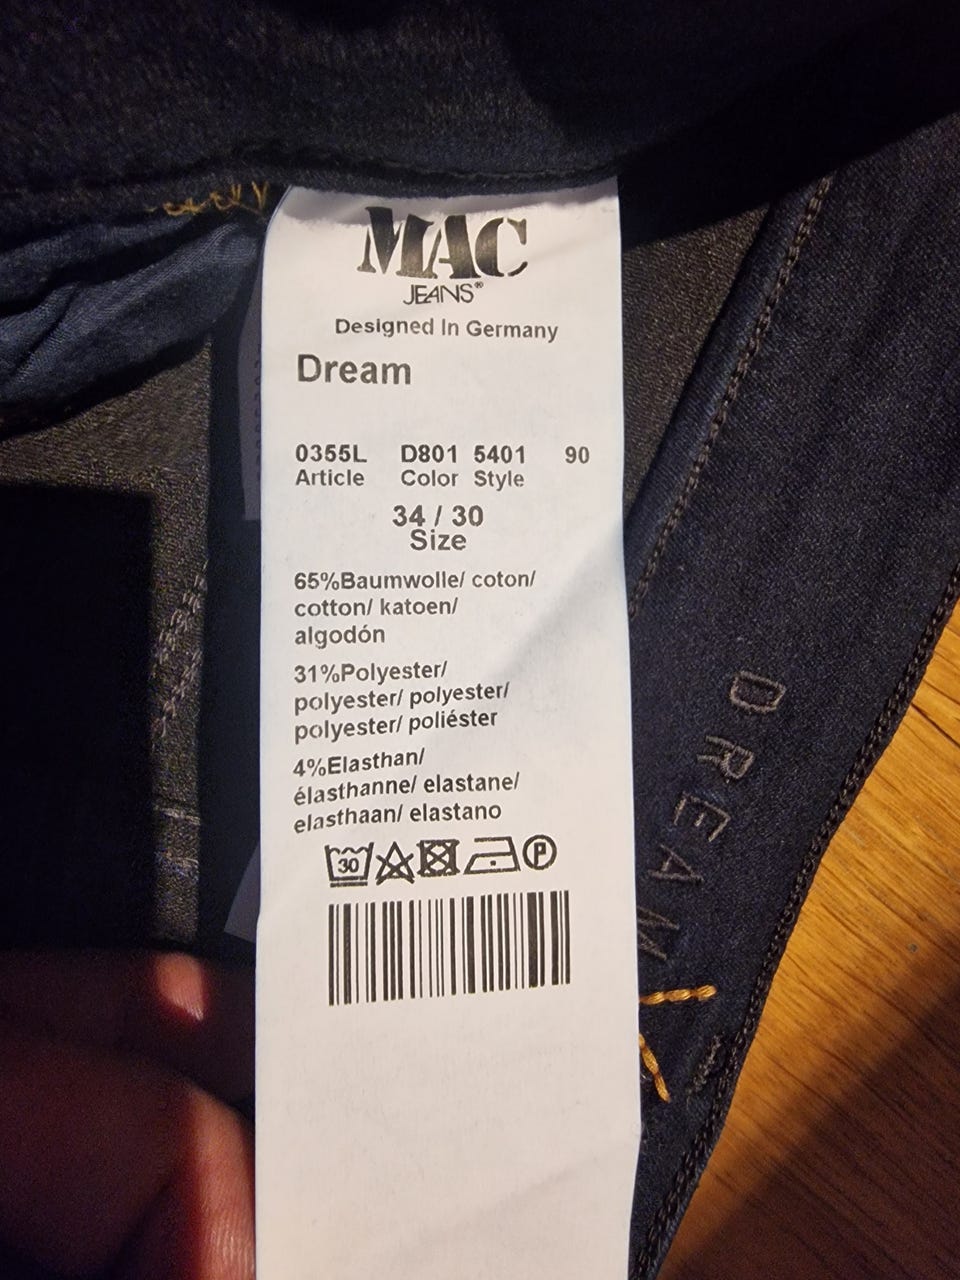 MAC
JEANS®
Designed In Germany
Dream
0355L D801 5401 90
Article Color Style
34 / 30
Size
65%Baumwolle/ coton/
cotton/ katoen/
algodón
31%Polyester/
polyester/ polyester/
polyester/ poliéster
4%Elasthan/
élasthanne/ elastane/
elasthaan/ elastano
30 P
DREAM